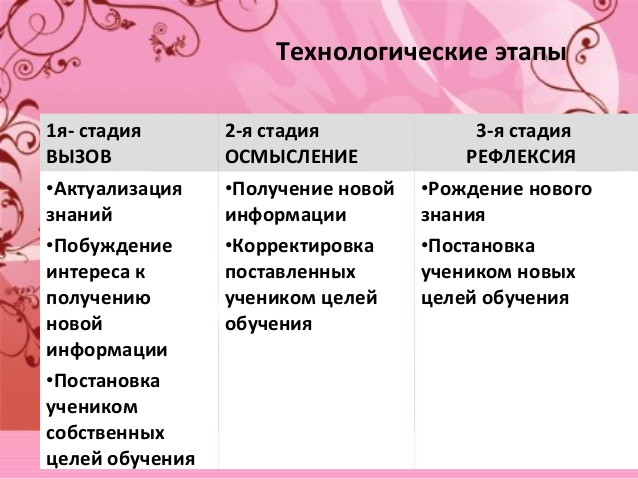 Технологические этапы
1я- стадия
ВЫЗОВ
2-я стадия
ОСМЫСЛЕНИЕ
3-я стадия
РЕФЛЕКСИЯ
•Актуализация
знаний
•Побуждение
интереса к
получению
новой
информации
•Постановка
учеником
собственных
целей обучения
•Получение новой
информации
•Корректировка
поставленных
учеником целей
обучения
•Рождение нового
знания
•Постановка
учеником новых
целей обучения